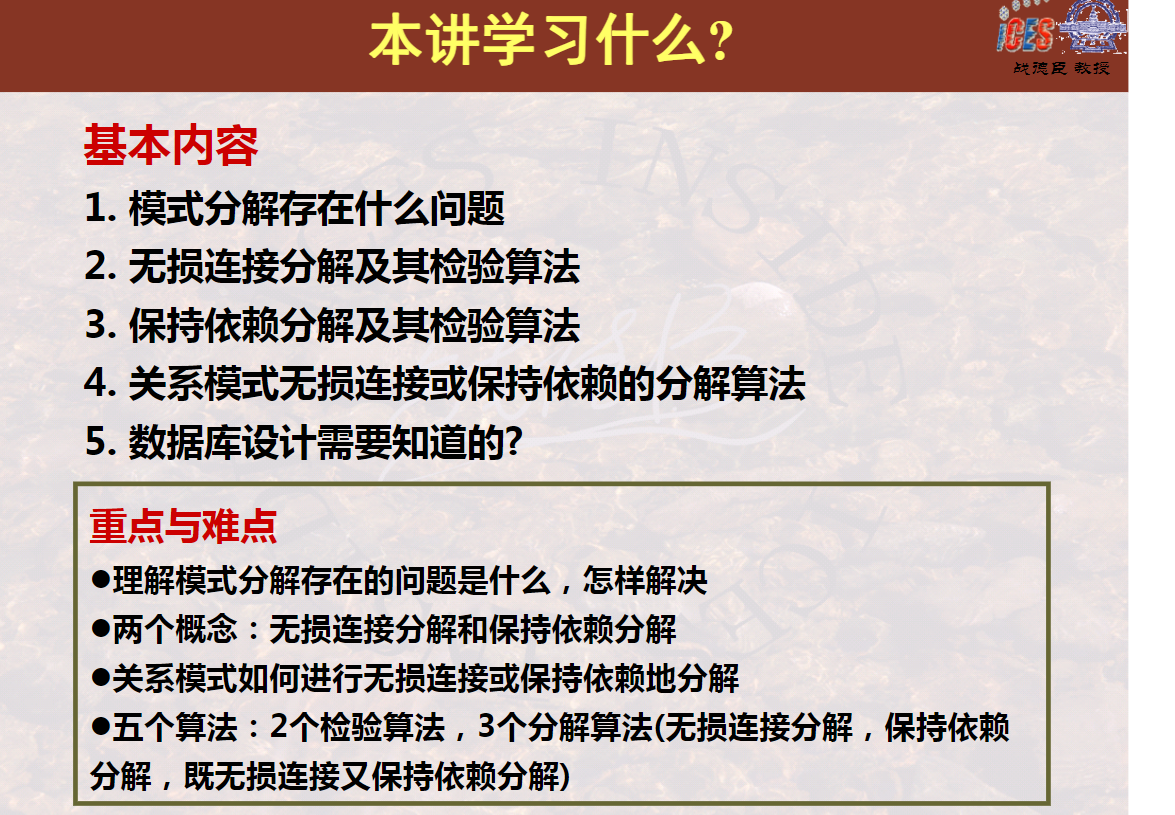 本讲学习什么?
iCES
战德臣 教授
基本内容
1. 模式分解存在什么问题
2. 无损连接分解及其检验算法
3. 保持依赖分解及其检验算法
4. 关系模式无损连接或保持依赖的分解算法
5. 数据库设计需要知道的?
重点与难点
●理解模式分解存在的问题是什么，怎样解决
●两个概念：无损连接分解和保持依赖分解
●关系模式如何进行无损连接或保持依赖地分解
●五个算法：2个检验算法，3个分解算法(无损连接分解，保持依赖
分解，既无损连接又保持依赖分解)